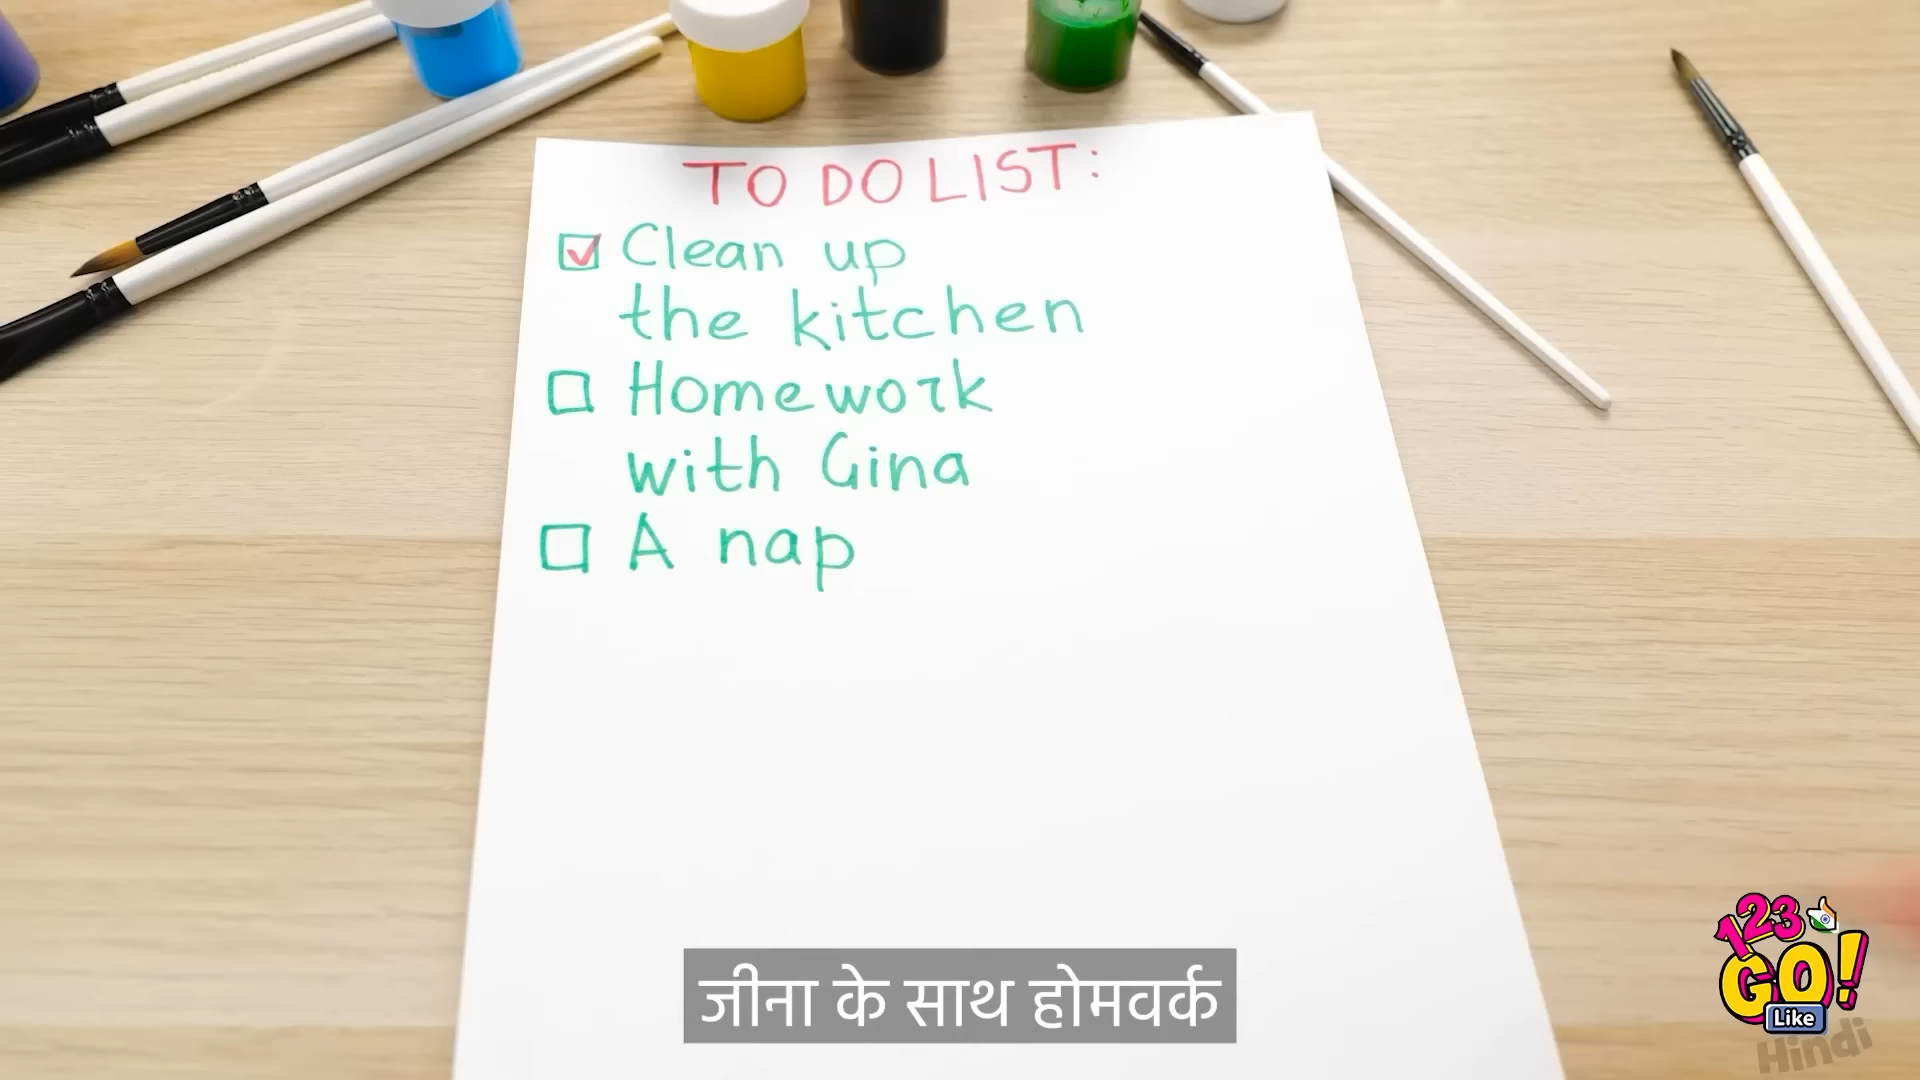 TO DO LIST:
Clean up
the kitchen
Homework
with Gina
A nap
जीना के साथ होमवर्क
123
GO!
Like
Hindi